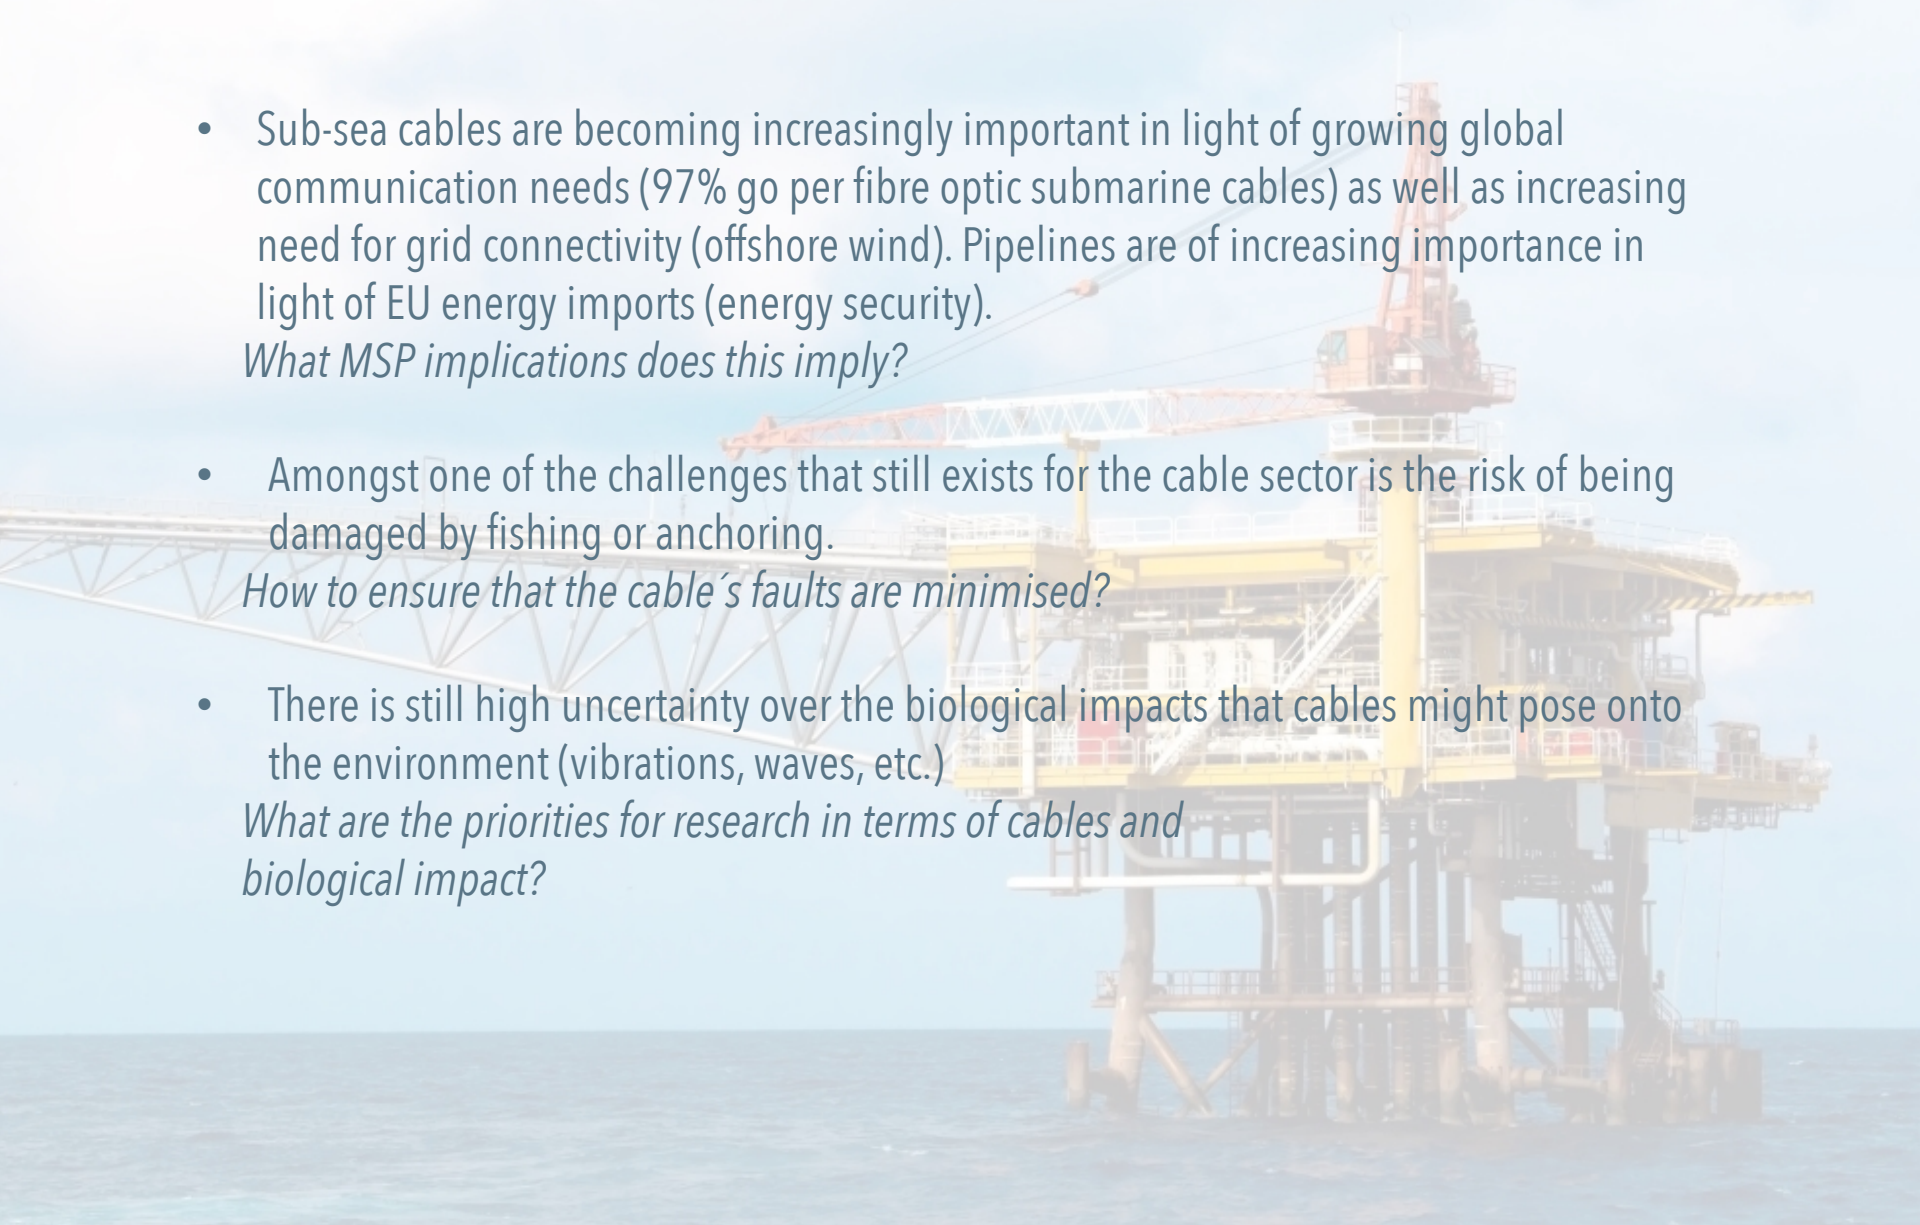 • Sub-sea cables are becoming increasingly important in light of growing global
communication needs (97% go per fibre optic submarine cables) as well as increasing
need for grid connectivity (offshore wind). Pipelines are of increasing importance in
light of EU energy imports (energy security).
What MSP implications does this imply?
• Amongst one of the challenges that still exists for the cable sector is the risk of being
damaged by fishing or anchoring.
How to ensure that the cable´s faults are minimised?
• There is still high uncertainty over the biological impacts that cables might pose onto
the environment (vibrations, waves, etc.)
What are the priorities for research in terms of cables and
biological impact?